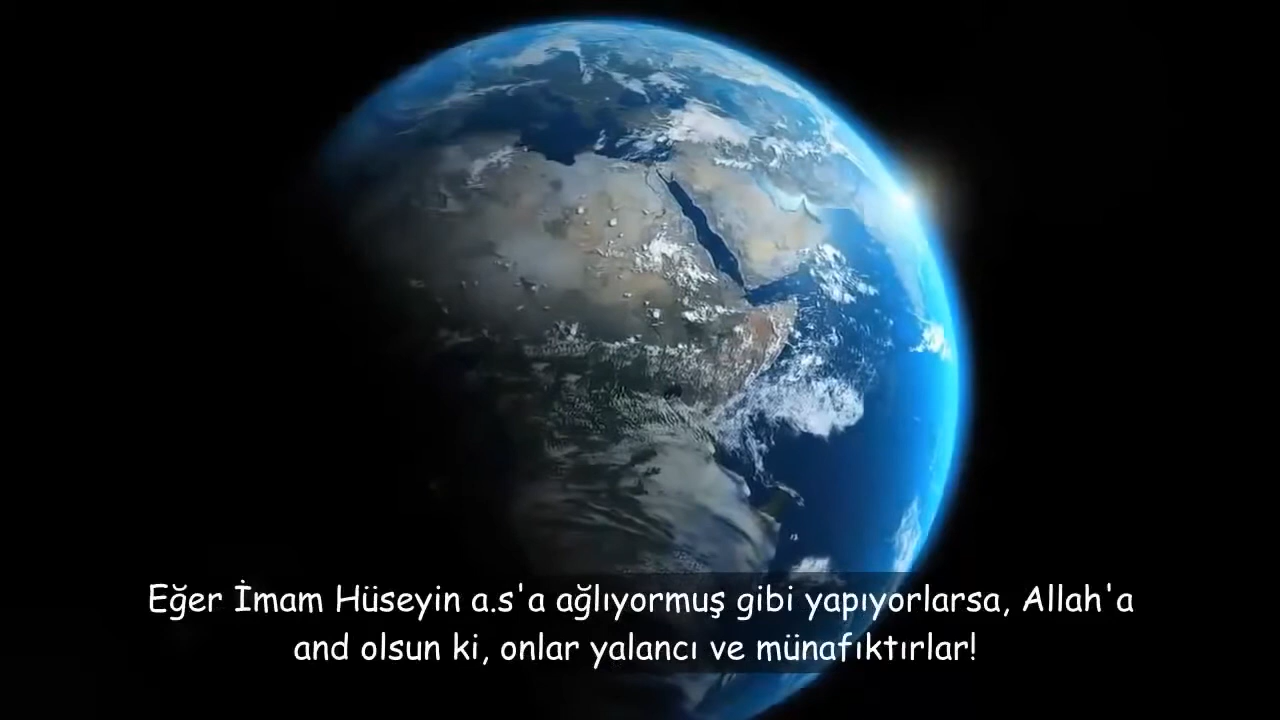 Eğer İmam Hüseyin a.s'a ağlıyormuş gibi yapıyorlarsa, Allah'a
and olsun ki, onlar yalancı ve münafıktırlar!